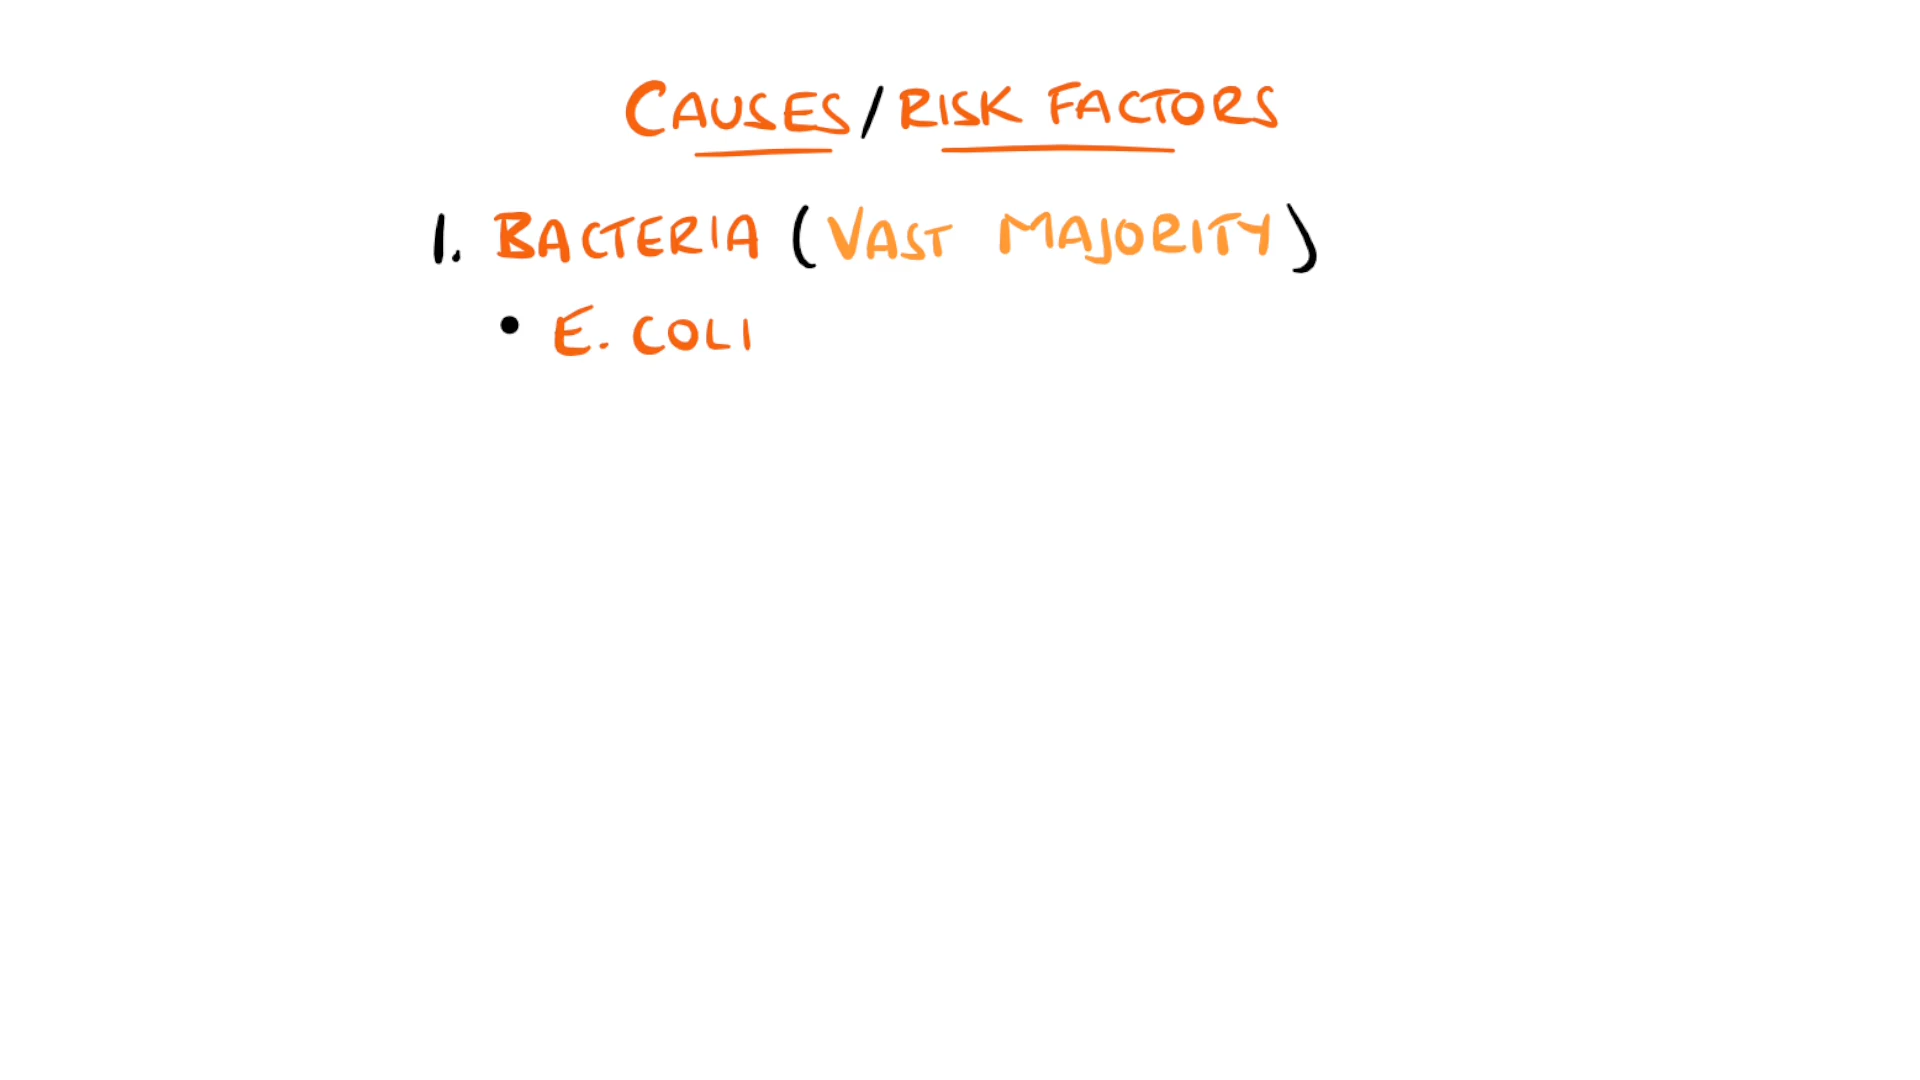 CAUSES/RISK FACTORS
1. BACTERIA (VAST MAJORITY)
• E. COLI